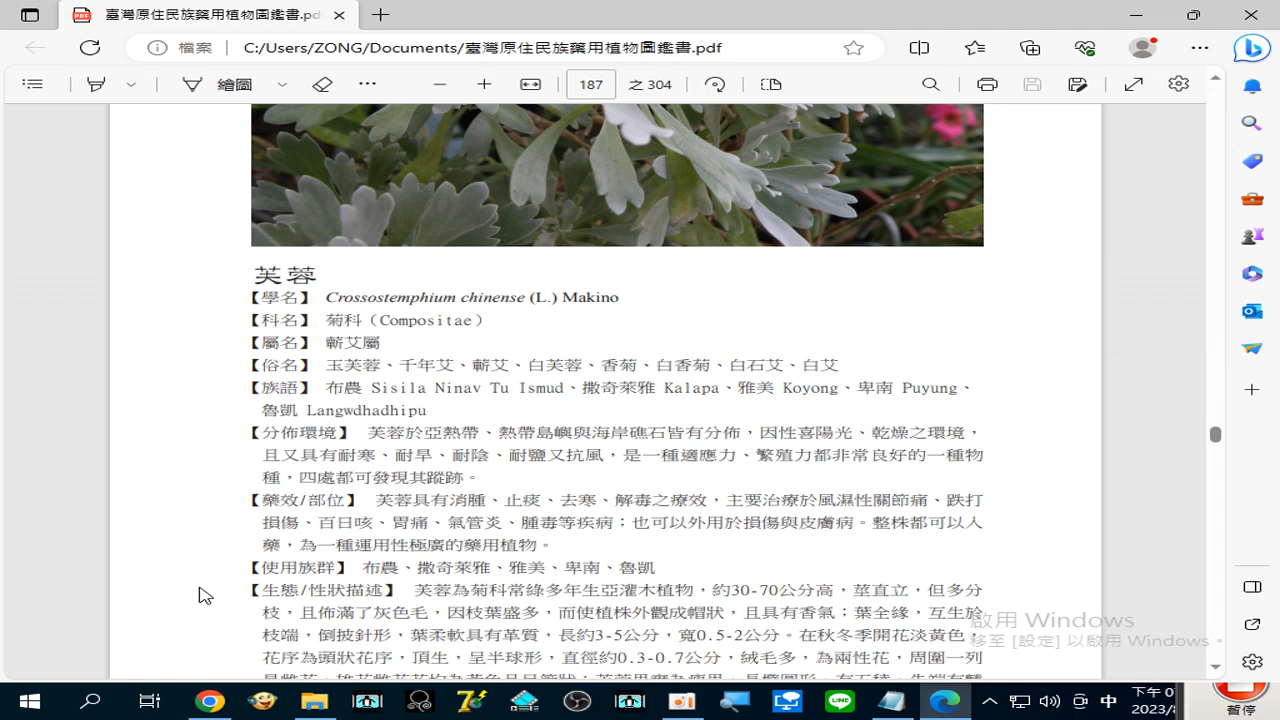 臺灣原住民族藥用植物圖鑑書.pdf
檔案 C:/Users/ZONG/Documents/臺灣原住民族藥用植物圖鑑書.pdf
繪圖 187 之 304
芙蓉
【學名】 Crossostemphium chinense (L.) Makino
【科名】 菊科（Compositae）
【屬名】 蘄艾屬
【俗名】 玉芙蓉、千年艾、蘄艾、白芙蓉、香菊、白香菊、白石艾、白艾
【族語】 布農 Sisila Ninav Tu Ismud、撒奇萊雅 Kalapa、雅美 Koyong、卑南 Puyung、
魯凱 Langwdhadhipu
【分佈環境】 芙蓉於亞熱帶、熱帶島嶼與海岸礁石皆有分佈，因性喜陽光、乾燥之環境，
且又具有耐寒、耐旱、耐陰、耐鹽又抗風，是一種適應力、繁殖力都非常良好的一種物
種，四處都可發現其蹤跡。
【藥效/部位】 芙蓉具有消腫、止痰、去寒、解毒之療效，主要治療於風濕性關節痛、跌打
損傷、百日咳、胃痛、氣管炎、腫毒等疾病；也可以外用於損傷與皮膚病。整株都可以入
藥，為一種運用性極廣的藥用植物。
【使用族群】 布農、撒奇萊雅、雅美、卑南、魯凱
【生態/性狀描述】 芙蓉為菊科常綠多年生亞灌木植物，約30-70公分高，莖直立，但多分
枝，且佈滿了灰色毛，因枝葉盛多，而使植株外觀成帽狀，且具有香氣；葉全緣，互生於
枝端，倒披針形，葉柔軟具有革質，長約3-5公分，寬0.5-2公分。在秋冬季開花淡黃色，
花序為頭狀花序，頂生，呈半球形，直徑約0.3-0.7公分，絨毛多，為兩性花，周圍一列
啟用 Windows
移至 [設定] 以啟用 Windows。
LINE
中
下午 0
2023/8
暫停